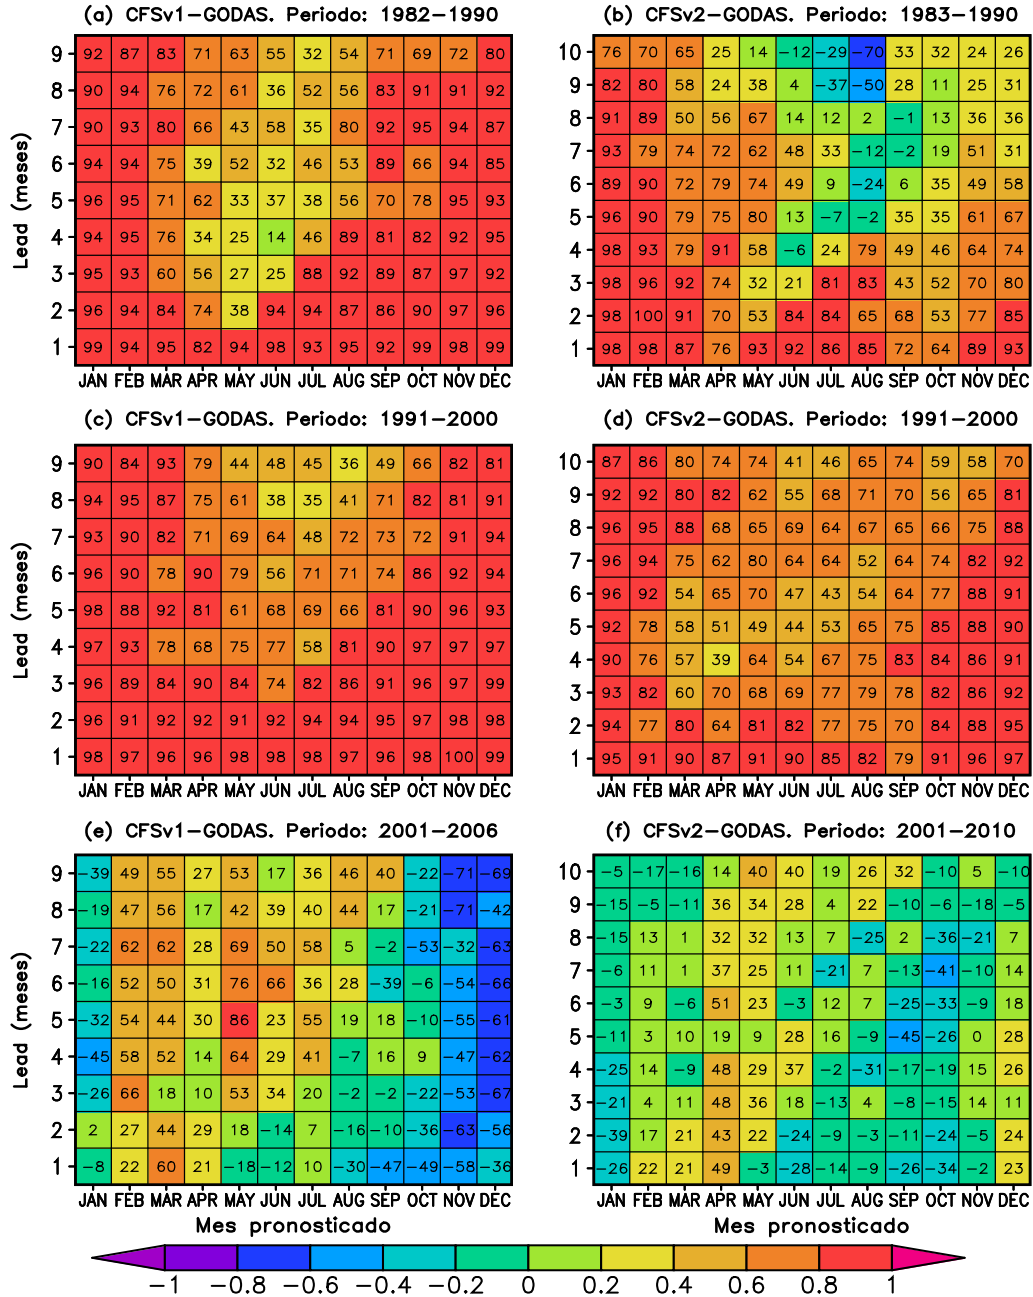 (a) CFSv1-GODAS. Periodo: 1982-1990
9 92 87 83 71 63 55 32 54 71 69 72 80
8 90 94 76 72 61 36 52 56 83 91 91 92
7 90 93 80 66 43 58 35 80 92 95 94 87
6 94 94 75 39 52 32 46 53 89 66 94 85
5 96 95 71 62 33 37 38 56 70 78 95 93
4 94 95 76 34 25 14 46 89 81 82 92 95
3 95 93 60 56 27 25 88 92 89 87 97 92
2 96 94 84 74 38 94 94 87 86 90 97 96
1 99 94 95 82 94 98 93 95 92 99 98 99
JAN FEB MAR APR MAY JUN JUL AUG SEP OCT NOV DEC
Lead (meses)
(b) CFSv2-GODAS. Periodo: 1983-1990
10 76 70 65 25 14 -12 -29 -70 33 32 24 26
9 82 80 58 24 38 4 -37 -50 28 11 25 31
8 91 89 50 56 67 14 12 2 -1 13 36 36
7 93 79 74 72 62 48 33 -12 -2 19 51 31
6 89 90 72 79 74 49 9 -24 6 35 49 58
5 96 90 79 75 80 13 -7 -2 35 35 61 67
4 98 93 79 91 58 -6 24 79 49 46 64 74
3 98 94 92 74 32 21 81 83 43 52 70 80
2 98 100 91 70 53 84 84 65 68 53 77 85
1 98 98 87 76 93 92 86 85 72 64 89 93
JAN FEB MAR APR MAY JUN JUL AUG SEP OCT NOV DEC
(c) CFSv1-GODAS. Periodo: 1991-2000
9 90 84 93 79 44 48 45 36 49 66 82 81
8 94 95 87 75 61 38 35 41 71 82 81 91
7 93 90 82 71 69 64 48 72 73 72 91 94
6 96 90 78 90 79 56 71 71 74 86 92 94
5 98 88 92 81 61 68 69 66 81 90 96 93
4 97 93 78 68 75 77 58 81 90 97 97 97
3 96 89 84 90 84 74 82 86 91 96 97 99
2 96 91 92 92 91 92 94 94 95 97 98 98
1 98 97 96 96 98 98 98 97 96 98 100 99
JAN FEB MAR APR MAY JUN JUL AUG SEP OCT NOV DEC
Lead (meses)
(d) CFSv2-GODAS. Periodo: 1991-2000
10 87 86 80 74 74 41 46 65 74 59 58 70
9 92 92 80 82 62 55 68 71 70 56 65 81
8 96 95 88 68 65 69 64 67 65 66 75 88
7 96 94 75 62 80 64 64 52 64 74 82 92
6 96 92 54 65 70 47 43 54 64 77 88 91
5 92 78 58 51 49 44 53 65 75 85 88 90
4 90 76 57 39 64 54 67 75 83 84 86 91
3 93 82 60 70 68 69 77 79 78 82 86 92
2 94 77 80 64 81 82 77 75 70 84 88 95
1 95 91 90 87 91 90 85 82 79 91 96 97
JAN FEB MAR APR MAY JUN JUL AUG SEP OCT NOV DEC
(e) CFSv1-GODAS. Periodo: 2001-2006
9 -39 49 55 27 53 17 36 46 40 -22 -71 -69
8 -19 47 56 17 42 39 40 44 17 -21 -71 -42
7 -22 62 62 28 69 50 58 5 -2 -53 -32 -63
6 -16 52 50 31 76 66 36 28 -39 -6 -54 -66
5 -32 54 44 30 86 23 55 19 18 -10 -55 -61
4 -45 58 52 14 64 29 41 -7 16 9 -47 -62
3 -26 66 18 10 53 34 20 -2 -2 -22 -53 -67
2 2 27 44 29 18 -14 7 -16 -10 -36 -63 -56
1 -8 22 60 21 -18 -12 10 -30 -47 -49 -58 -36
JAN FEB MAR APR MAY JUN JUL AUG SEP OCT NOV DEC
Lead (meses)
Mes pronosticado
(f) CFSv2-GODAS. Periodo: 2001-2010
10 -5 -17 -16 14 40 40 19 26 32 -10 5 -10
9 -15 -5 -11 36 34 28 4 22 -10 -6 -18 -5
8 -15 13 1 32 32 13 7 -25 2 -36 -21 7
7 -6 11 1 37 25 11 -21 7 -13 -41 -10 14
6 -3 9 -6 51 23 -3 12 7 -25 -33 -9 18
5 -11 3 10 19 9 28 16 -9 -45 -26 0 28
4 -25 14 -9 48 29 37 -2 -31 -17 -19 15 26
3 -21 4 11 48 36 18 -13 4 -8 -15 14 11
2 -39 17 21 43 22 -24 -9 -3 -11 -24 -5 24
1 -26 22 21 49 -3 -28 -14 -9 -26 -34 -2 23
JAN FEB MAR APR MAY JUN JUL AUG SEP OCT NOV DEC
Mes pronosticado
-1 -0.8 -0.6 -0.4 -0.2 0 0.2 0.4 0.6 0.8 1